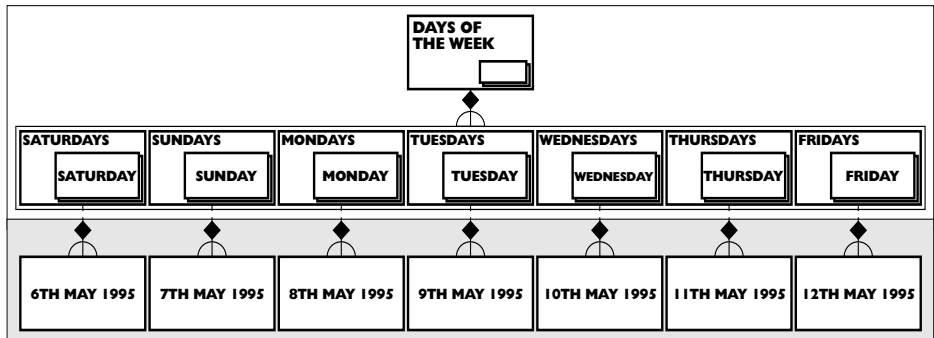 DAYS OF
THE WEEK
SATURDAYS SUNDAYS MONDAYS TUESDAYS WEDNESDAYS THURSDAYS FRIDAYS
SATURDAY SUNDAY MONDAY TUESDAY WEDNESDAY THURSDAY FRIDAY
6TH MAY 1995 7TH MAY 1995 8TH MAY 1995 9TH MAY 1995 10TH MAY 1995 11TH MAY 1995 12TH MAY 1995